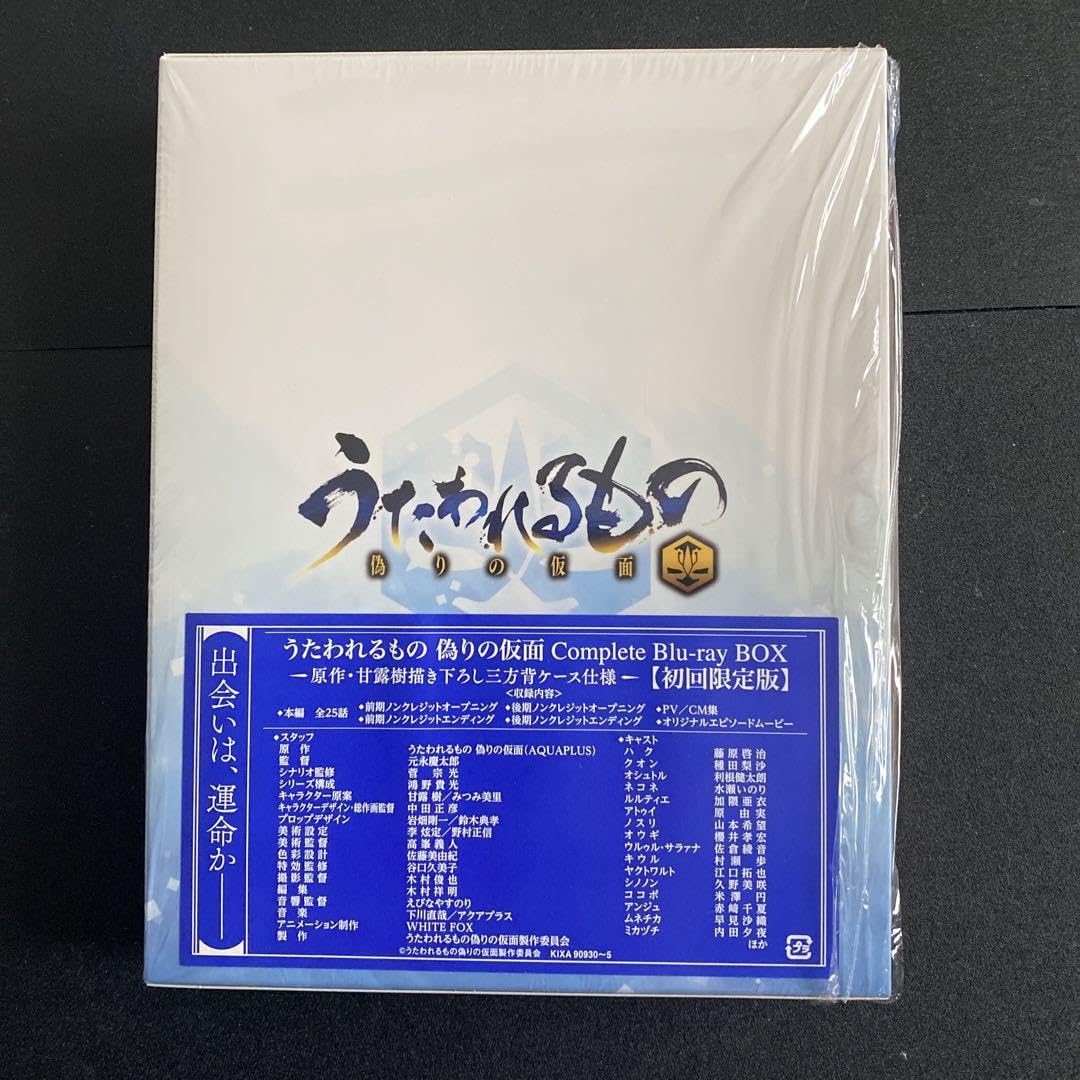 うたわれるもの
偽りの仮面
出会いは、運命か――
うたわれるもの 偽りの仮面 Complete Blu-ray BOX
ー原作・甘露樹描き下ろし三方背ケース仕様ー【初回限定版】
<収録内容>
◆本編 全25話 ◆前期ノンクレジットオープニング ◆後期ノンクレジットオープニング ◆PV/CM集
◆前期ノンクレジットエンディング ◆後期ノンクレジットエンディング ◆オリジナルエピソードムービー
◆スタッフ
原作 うたわれるもの 偽りの仮面(AQUAPLUS)
監督 元永慶太郎
シナリオ監修 菅宗光
シリーズ構成 鴻野貴光
キャラクター原案 甘露樹/みつみ美里
キャラクターデザイン・総作画監督 中田正彦
プロップデザイン 岩畑剛一/鈴木典孝
美術設定 李炫定/野村正信
美術監督 高峯義人
色彩設計 佐藤美由紀
特効監修 谷口久美子
撮影監督 木村俊也
編集 木村祥明
音響監督 えびなやすのり
音楽 下川直哉/アクアプラス
アニメーション制作 WHITE FOX
製作 うたわれるもの偽りの仮面製作委員会
◆キャスト
ハク 藤原啓治
クオン 種田梨沙
オシュトル 利根健太朗
ネコネ 水瀬いのり
ルルティエ 加隈亜衣
アトゥイ 原由実
ノスリ 山本希望
オウギ 櫻井孝宏
ウルゥル・サラァナ 佐倉綾音
キウル 村瀬歩
ヤクトワルト 江口拓也
シノノン 久野美咲
ココポ 米澤円
アンジュ 赤﨑千夏
ムネチカ 早見沙織
ミカヅチ 内田夕夜
ほか
©うたわれるもの偽りの仮面製作委員会 KIXA 90930〜5
プラ